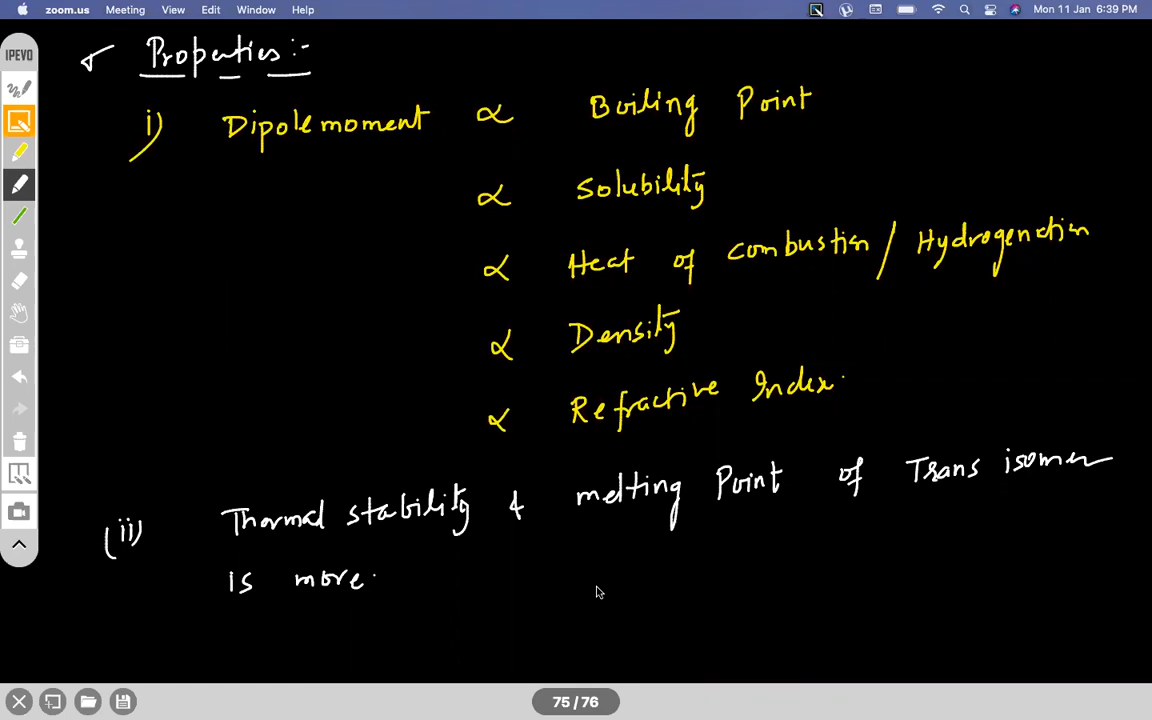 zoom.us Meeting View Edit Window Help Mon 11 Jan 6:39 PM
IPEVO
Properties :-
i) Dipolemoment ∝ Boiling Point
∝ Solubility
∝ Heat of combustion / Hydrogenation
∝ Density
∝ Refractive Index.
(ii) Thermal stability & melting Point of Trans isomer
is more.
75 / 76